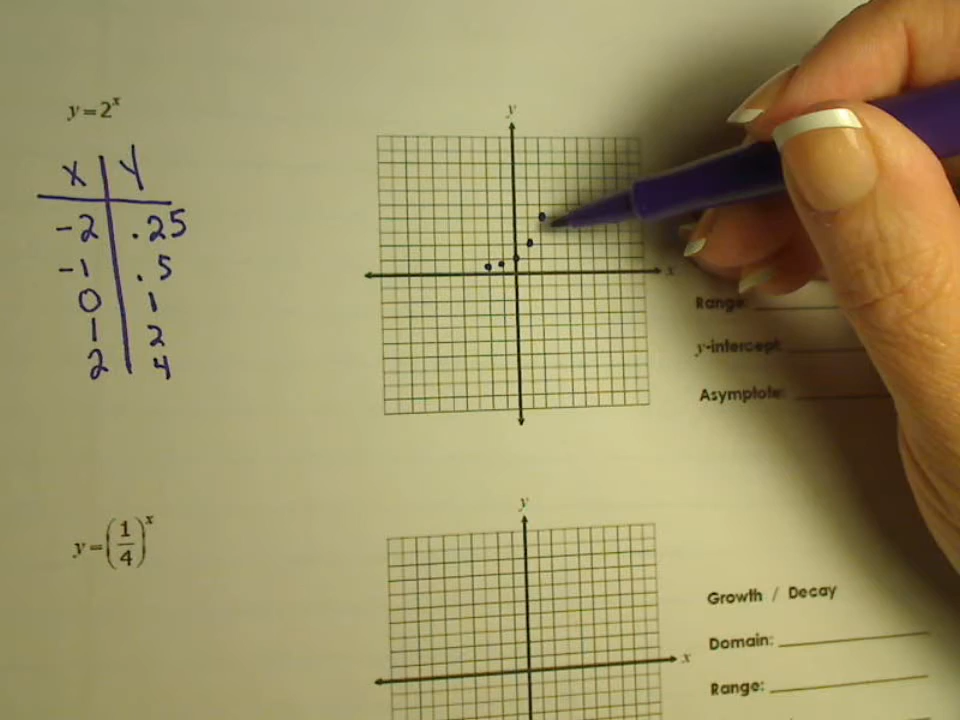 y=2^x
y
x y
-2 .25
-1 .5
0 1
1 2
2 4
x
Range:
y-intercept:
Asymptote:
y=(1/4)^x
y
Growth / Decay
Domain:
x
Range: